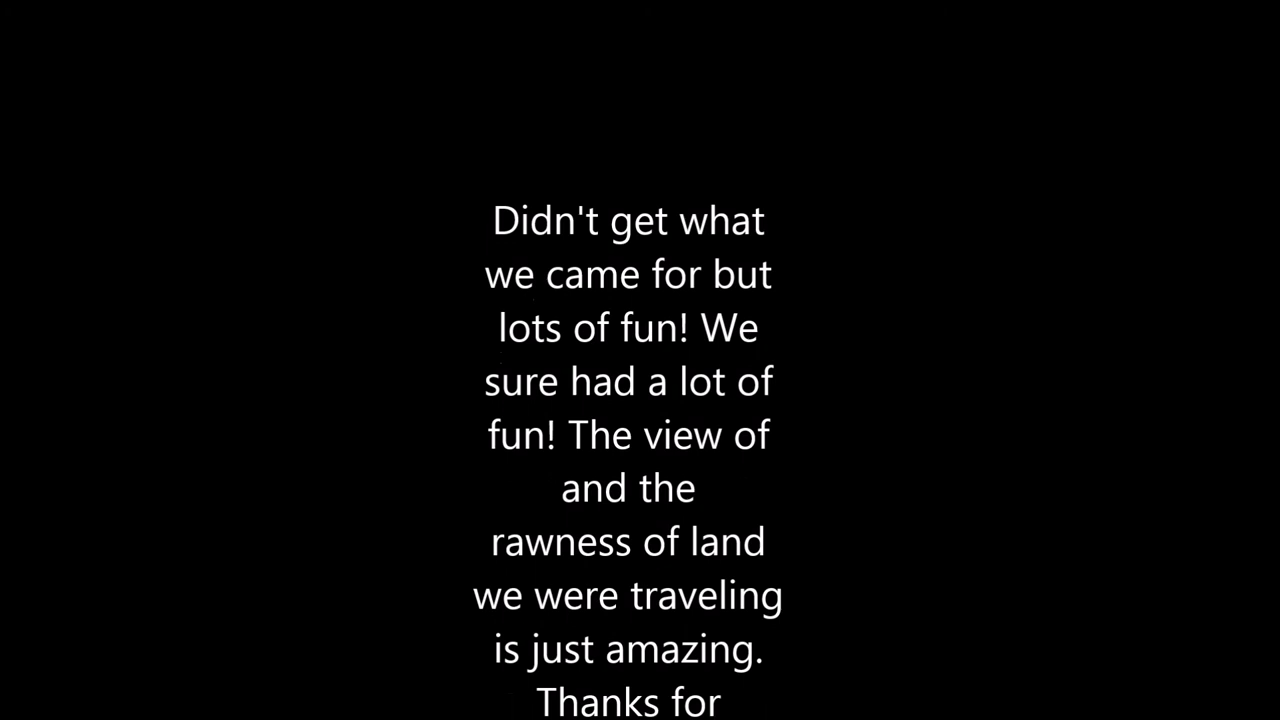 Didn't get what
we came for but
lots of fun! We
sure had a lot of
fun! The view of
and the
rawness of land
we were traveling
is just amazing.
Thanks for